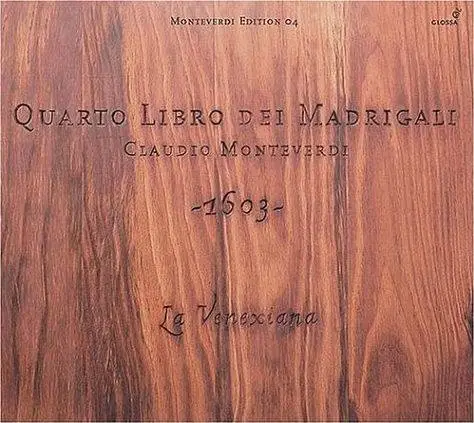 Monteverdi Edition 04
GLOSSA
Quarto Libro dei Madrigali
Claudio Monteverdi
-1603-
La Venexiana